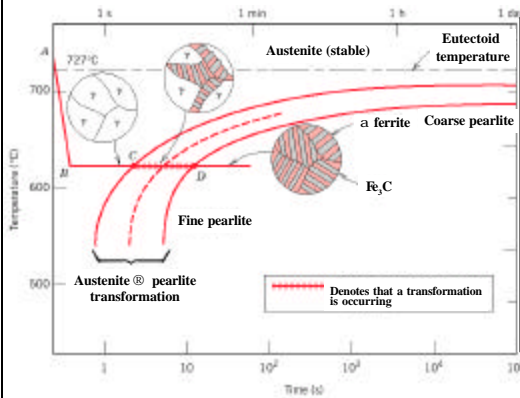 1 s
1 min
1 h
1 day
A
727°C
Austenite (stable)
Eutectoid
temperature
700
α ferrite
Coarse pearlite
B
C
D
600
Fe3C
Fine pearlite
Temperature (°C)
500
Austenite ® pearlite
transformation
Denotes that a transformation
is occurring
1
10
10²
10³
10⁴
10
Time (s)